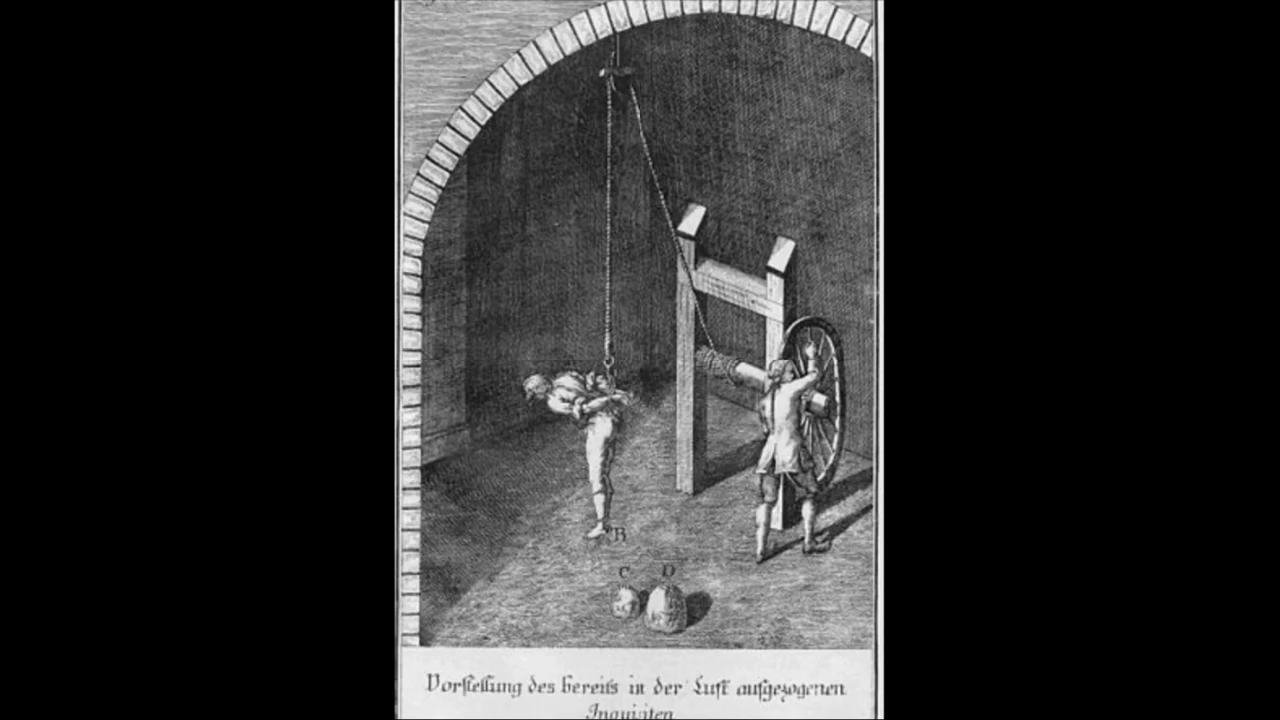 B
C D
Vorstellung des bereits in der Luft aufgezogenen
Inquisiten